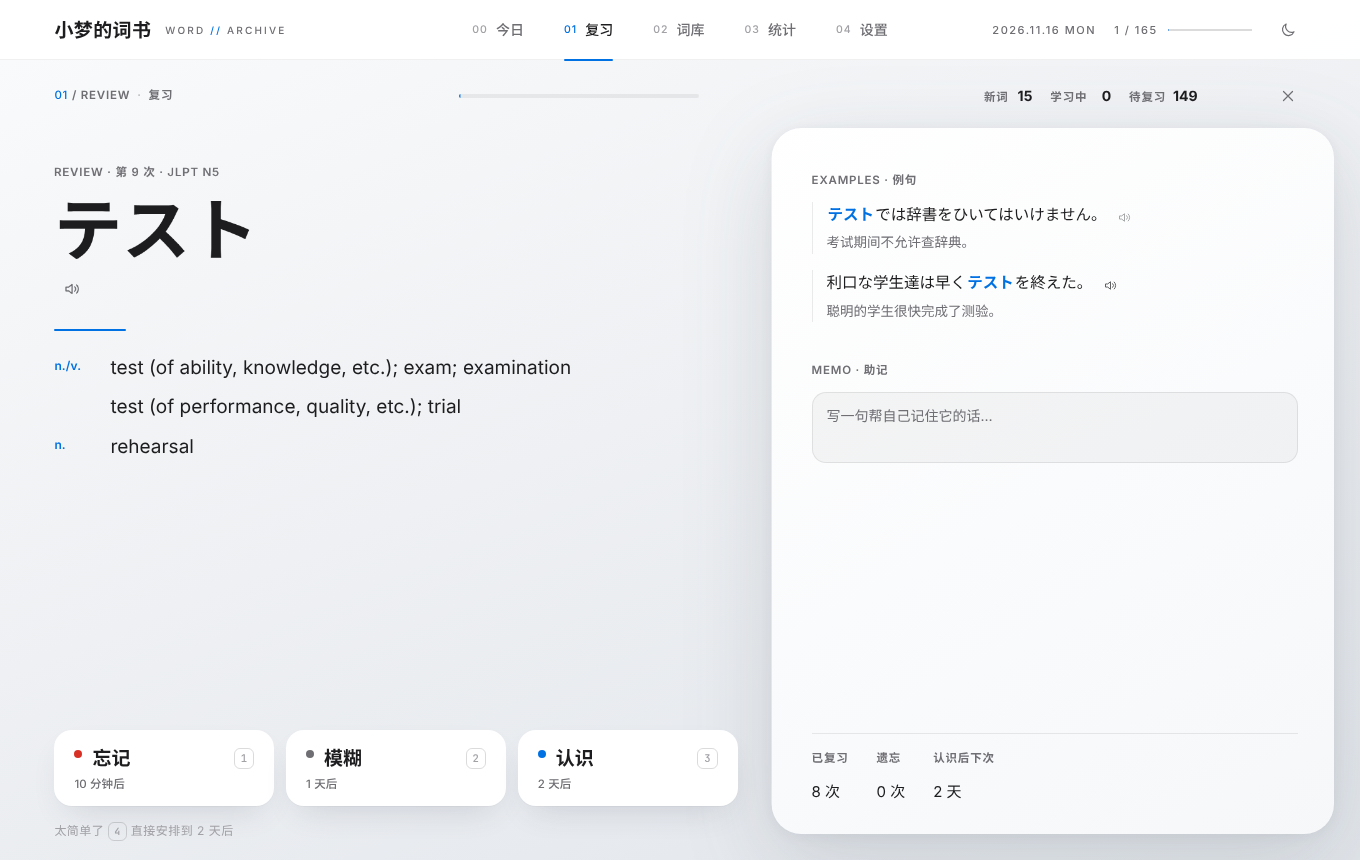 小梦的词书 WORD // ARCHIVE 00 今日 01 复习 02 词库 03 统计 04 设置 2026.11.16 MON 1 / 165
01 / REVIEW · 复习 新词 15 学习中 0 待复习 149
REVIEW · 第 9 次 · JLPT N5
テスト
n./v. test (of ability, knowledge, etc.); exam; examination
test (of performance, quality, etc.); trial
n. rehearsal
忘记 1
10 分钟后
模糊 2
1 天后
认识 3
2 天后
太简单了 4 直接安排到 2 天后
EXAMPLES · 例句
テストでは辞書をひいてはいけません。
考试期间不允许查辞典。
利口な学生達は早くテストを終えた。
聪明的学生很快完成了测验。
MEMO · 助记
写一句帮自己记住它的话...
已复习 遗忘 认识后下次
8 次 0 次 2 天